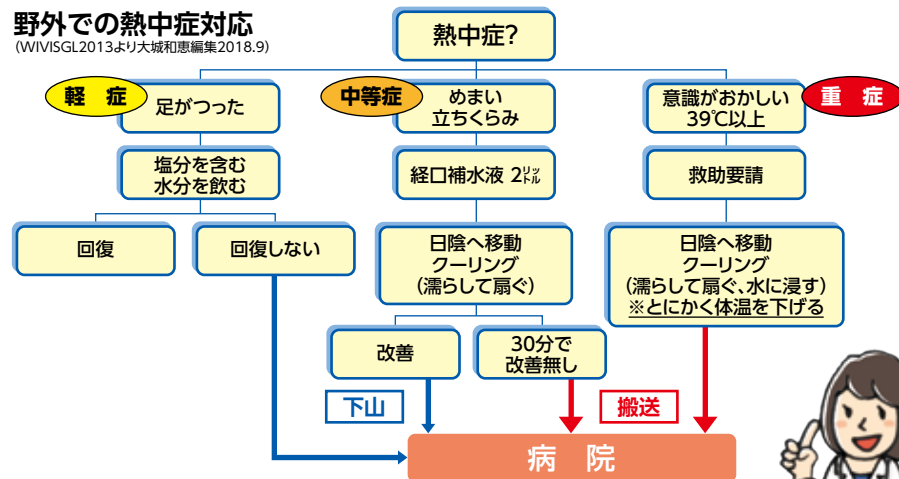 野外での熱中症対応
(WIVISGL2013より大城和恵編集2018.9)
熱中症?
軽 症
足がつった
中等症
めまい
立ちくらみ
意識がおかしい
39℃以上
重 症
塩分を含む
水分を飲む
経口補水液 2リットル
救助要請
回復
回復しない
日陰へ移動
クーリング
(濡らして扇ぐ)
日陰へ移動
クーリング
(濡らして扇ぐ、水に浸す)
※とにかく体温を下げる
改善
30分で
改善無し
下山
搬送
病 院